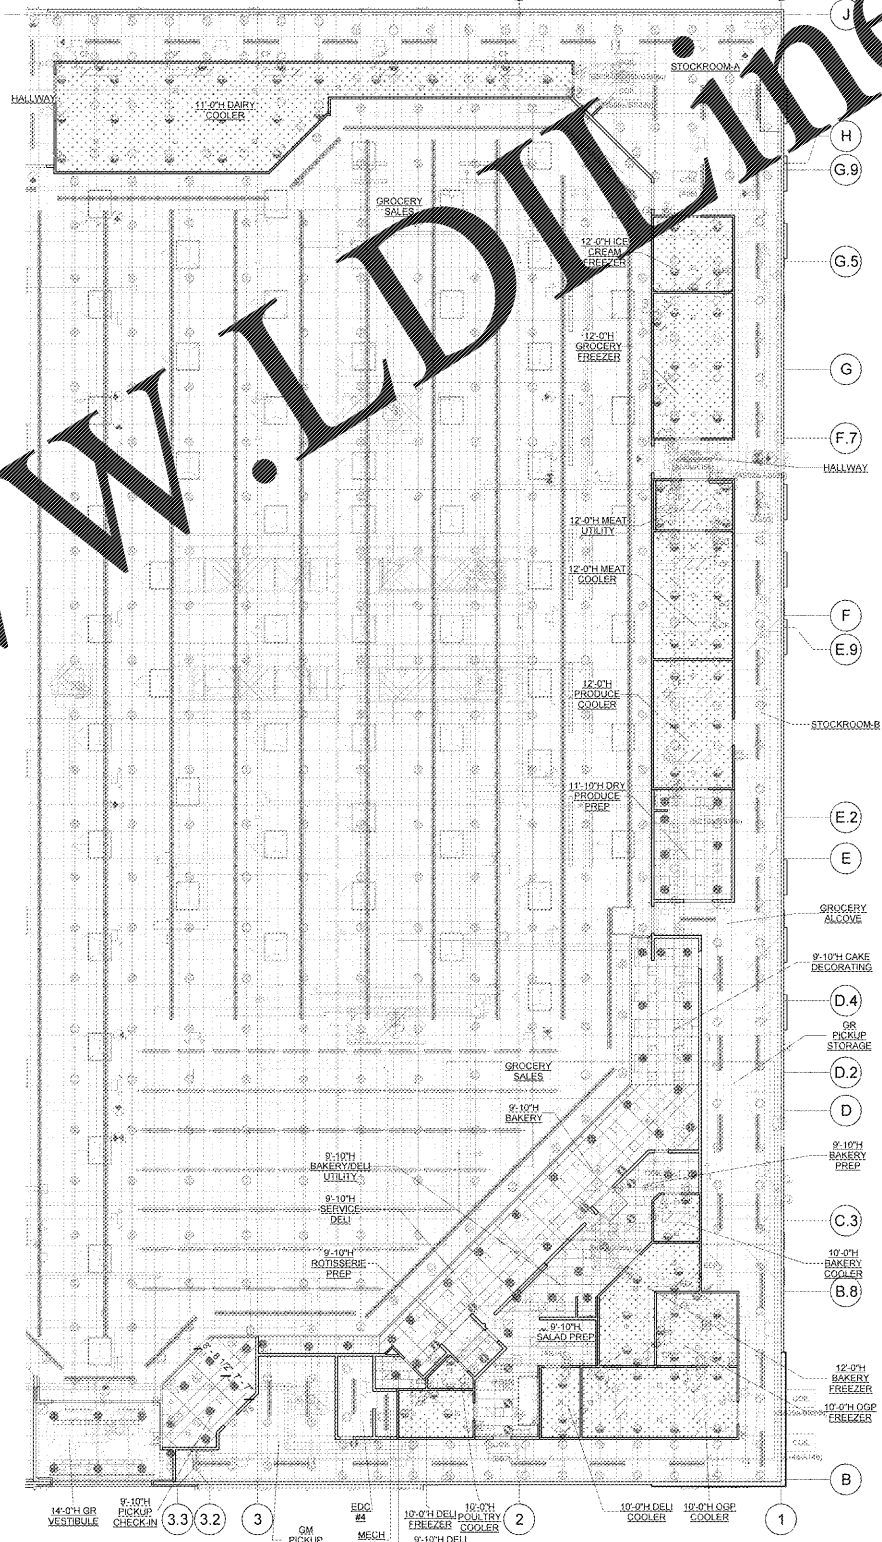 J
STOCKROOM-A
HALLWAY
11'-0"H DAIRY
COOLER
H
G.9
GROCERY
SALES
12'-0"H ICE
CREAM
FREEZER
G.5
12'-0"H
GROCERY
FREEZER
G
F.7
HALLWAY
W.LDILine
12'-0"H MEAT
UTILITY
12'-0"H MEAT
COOLER
F
E.9
12'-0"H
PRODUCE
COOLER
STOCKROOM-B
11'-10"H DRY
PRODUCE
PREP
E.2
E
GROCERY
ALCOVE
9'-10"H CAKE
DECORATING
D.4
GR
PICKUP
STORAGE
GROCERY
SALES
D.2
D
9'-10"H
BAKERY
9'-10"H
BAKERY
PREP
9'-10"H
BAKERY/DELI
UTILITY
9'-10"H
SERVICE
DELI
C.3
9'-10"H
ROTISSERIE
PREP
10'-0"H
BAKERY
COOLER
B.8
9'-10"H
SALAD PREP
12'-0"H
BAKERY
FREEZER
10'-0"H OGP
FREEZER
B
14'-0"H GR
VESTIBULE
9'-10"H
PICKUP
CHECK-IN
3.3
3.2
3
GM
PICKUP
EDC
#4
MECH
10'-0"H DELI
FREEZER
9'-10"H DELI
10'-0"H
POULTRY
COOLER
2
10'-0"H DELI
COOLER
10'-0"H OGP
COOLER
1